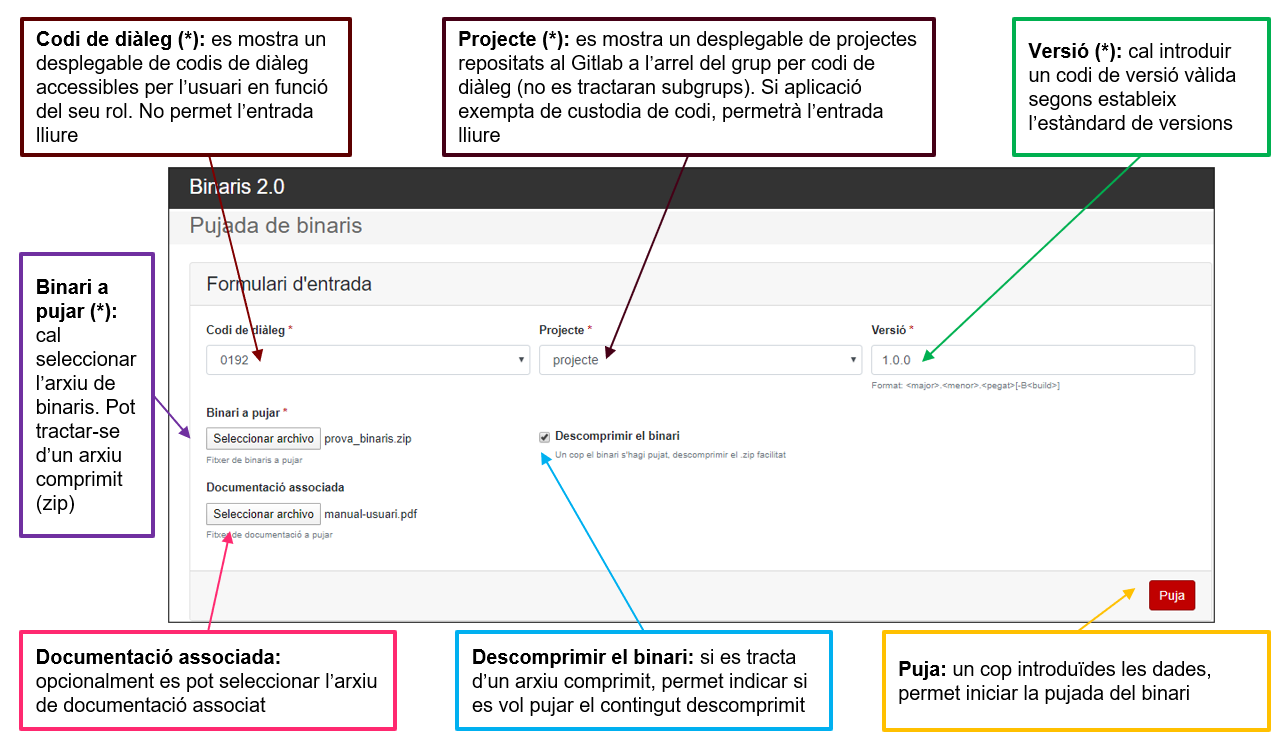 Codi de diàleg (*): es mostra un
desplegable de codis de diàleg
accessibles per l'usuari en funció
del seu rol. No permet l'entrada
lliure
Projecte (*): es mostra un desplegable de projectes
repositats al Gitlab a l'arrel del grup per codi de
diàleg (no es tractaran subgrups). Si aplicació
exempta de custodia de codi, permetrà l'entrada
lliure
Versió (*): cal introduir
un codi de versió vàlida
segons estableix
l'estàndard de versions
Binaris 2.0
Pujada de binaris
Binari a
pujar (*):
cal
seleccionar
l'arxiu de
binaris. Pot
tractar-se
d'un arxiu
comprimit
(zip)
Formulari d'entrada
Codi de diàleg *
Projecte *
Versió *
0192
projecte
1.0.0
Format: <major>.<menor>.<pegat>[-B<build>]
Binari a pujar *
Seleccionar archivo prova_binaris.zip
Fitxer de binaris a pujar
Descomprimir el binari
Un cop el binari s'hagi pujat, descomprimir el .zip facilitat
Documentació associada
Seleccionar archivo manual-usuari.pdf
Fitxer de documentació a pujar
Puja
Documentació associada:
opcionalment es pot seleccionar l'arxiu
de documentació associat
Descomprimir el binari: si es tracta
d'un arxiu comprimit, permet indicar si
es vol pujar el contingut descomprimit
Puja: un cop introduïdes les dades,
permet iniciar la pujada del binari